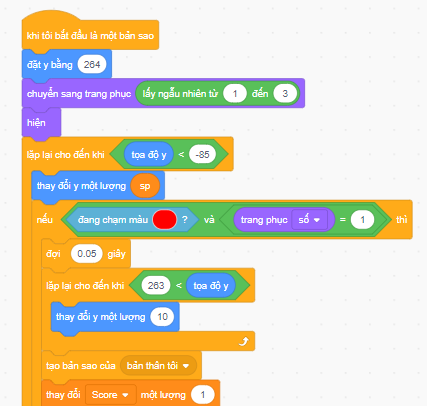 khi tôi bắt đầu là một bản sao
đặt y bằng 264
chuyển sang trang phục lấy ngẫu nhiên từ 1 đến 3
hiện
lặp lại cho đến khi tọa độ y < -85
thay đổi y một lượng sp
nếu đang chạm màu ? và trang phục số = 1 thì
đợi 0.05 giây
lặp lại cho đến khi 263 < tọa độ y
thay đổi y một lượng 10
tạo bản sao của bản thân tôi
thay đổi Score một lượng 1